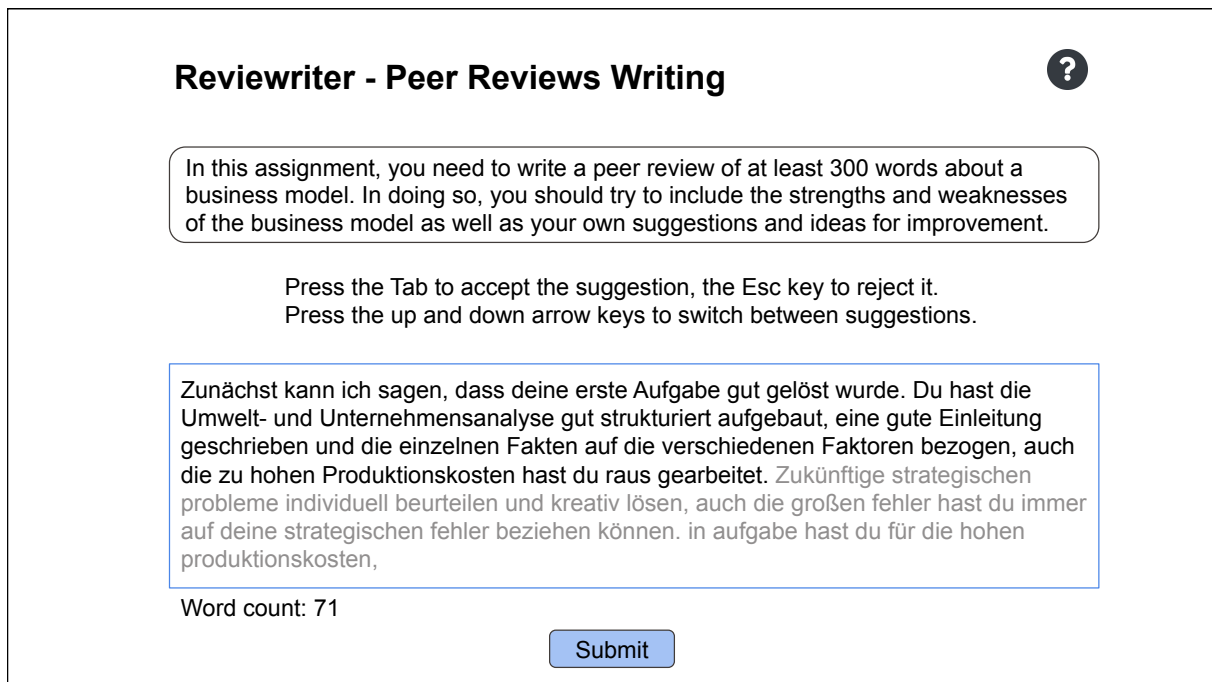 Reviewriter - Peer Reviews Writing
?
In this assignment, you need to write a peer review of at least 300 words about a
business model. In doing so, you should try to include the strengths and weaknesses
of the business model as well as your own suggestions and ideas for improvement.
Press the Tab to accept the suggestion, the Esc key to reject it.
Press the up and down arrow keys to switch between suggestions.
Zunächst kann ich sagen, dass deine erste Aufgabe gut gelöst wurde. Du hast die
Umwelt- und Unternehmensanalyse gut strukturiert aufgebaut, eine gute Einleitung
geschrieben und die einzelnen Fakten auf die verschiedenen Faktoren bezogen, auch
die zu hohen Produktionskosten hast du raus gearbeitet. Zukünftige strategischen
probleme individuell beurteilen und kreativ lösen, auch die großen fehler hast du immer
auf deine strategischen fehler beziehen können. in aufgabe hast du für die hohen
produktionskosten,
Word count: 71
Submit